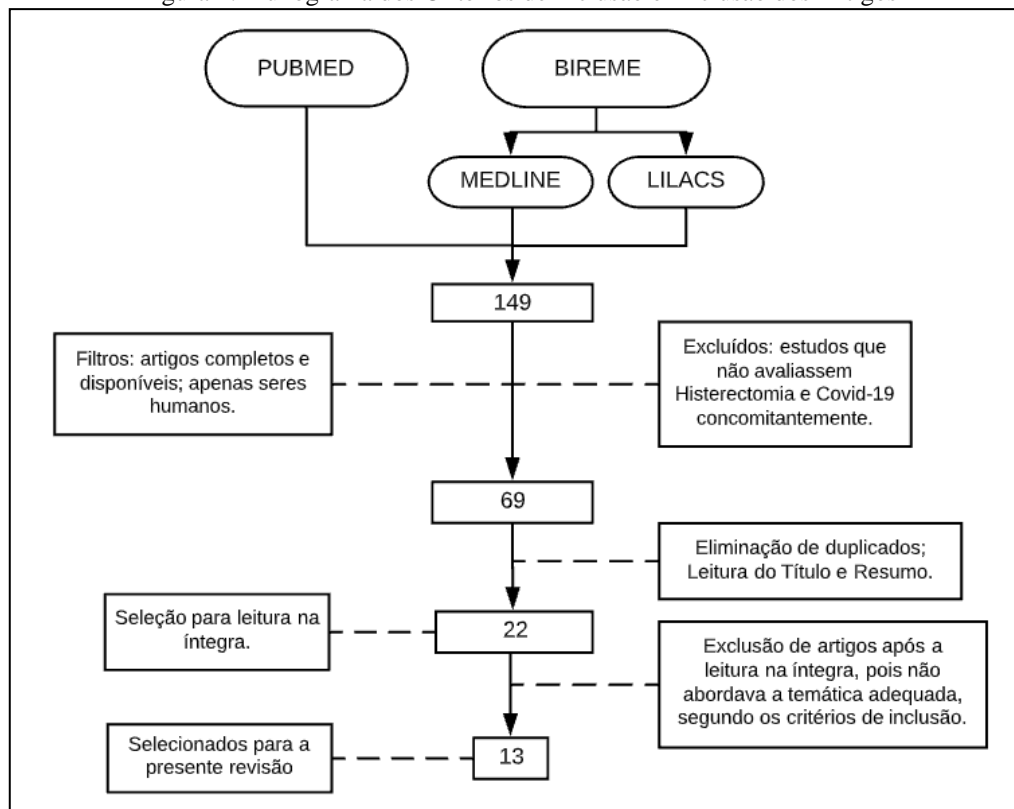 PUBMED
BIREME
MEDLINE
LILACS
149
Filtros: artigos completos e
disponíveis; apenas seres
humanos.
Excluídos: estudos que
não avaliassem
Histerectomia e Covid-19
concomitantemente.
69
Eliminação de duplicados;
Leitura do Título e Resumo.
Seleção para leitura na
íntegra.
22
Exclusão de artigos após a
leitura na íntegra, pois não
abordava a temática adequada,
segundo os critérios de inclusão.
Selecionados para a
presente revisão
13